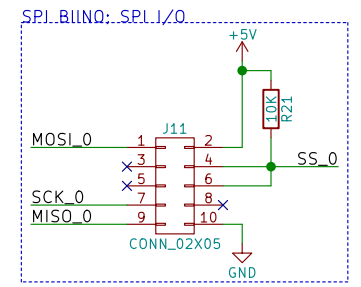 SPI BIINO: SPI I/O
+5V
10K
R21
J11
MOSI_0 1 2
3 4 SS_0
5 6
SCK_0 7 8
MISO_0 9 10
CONN_02X05
GND